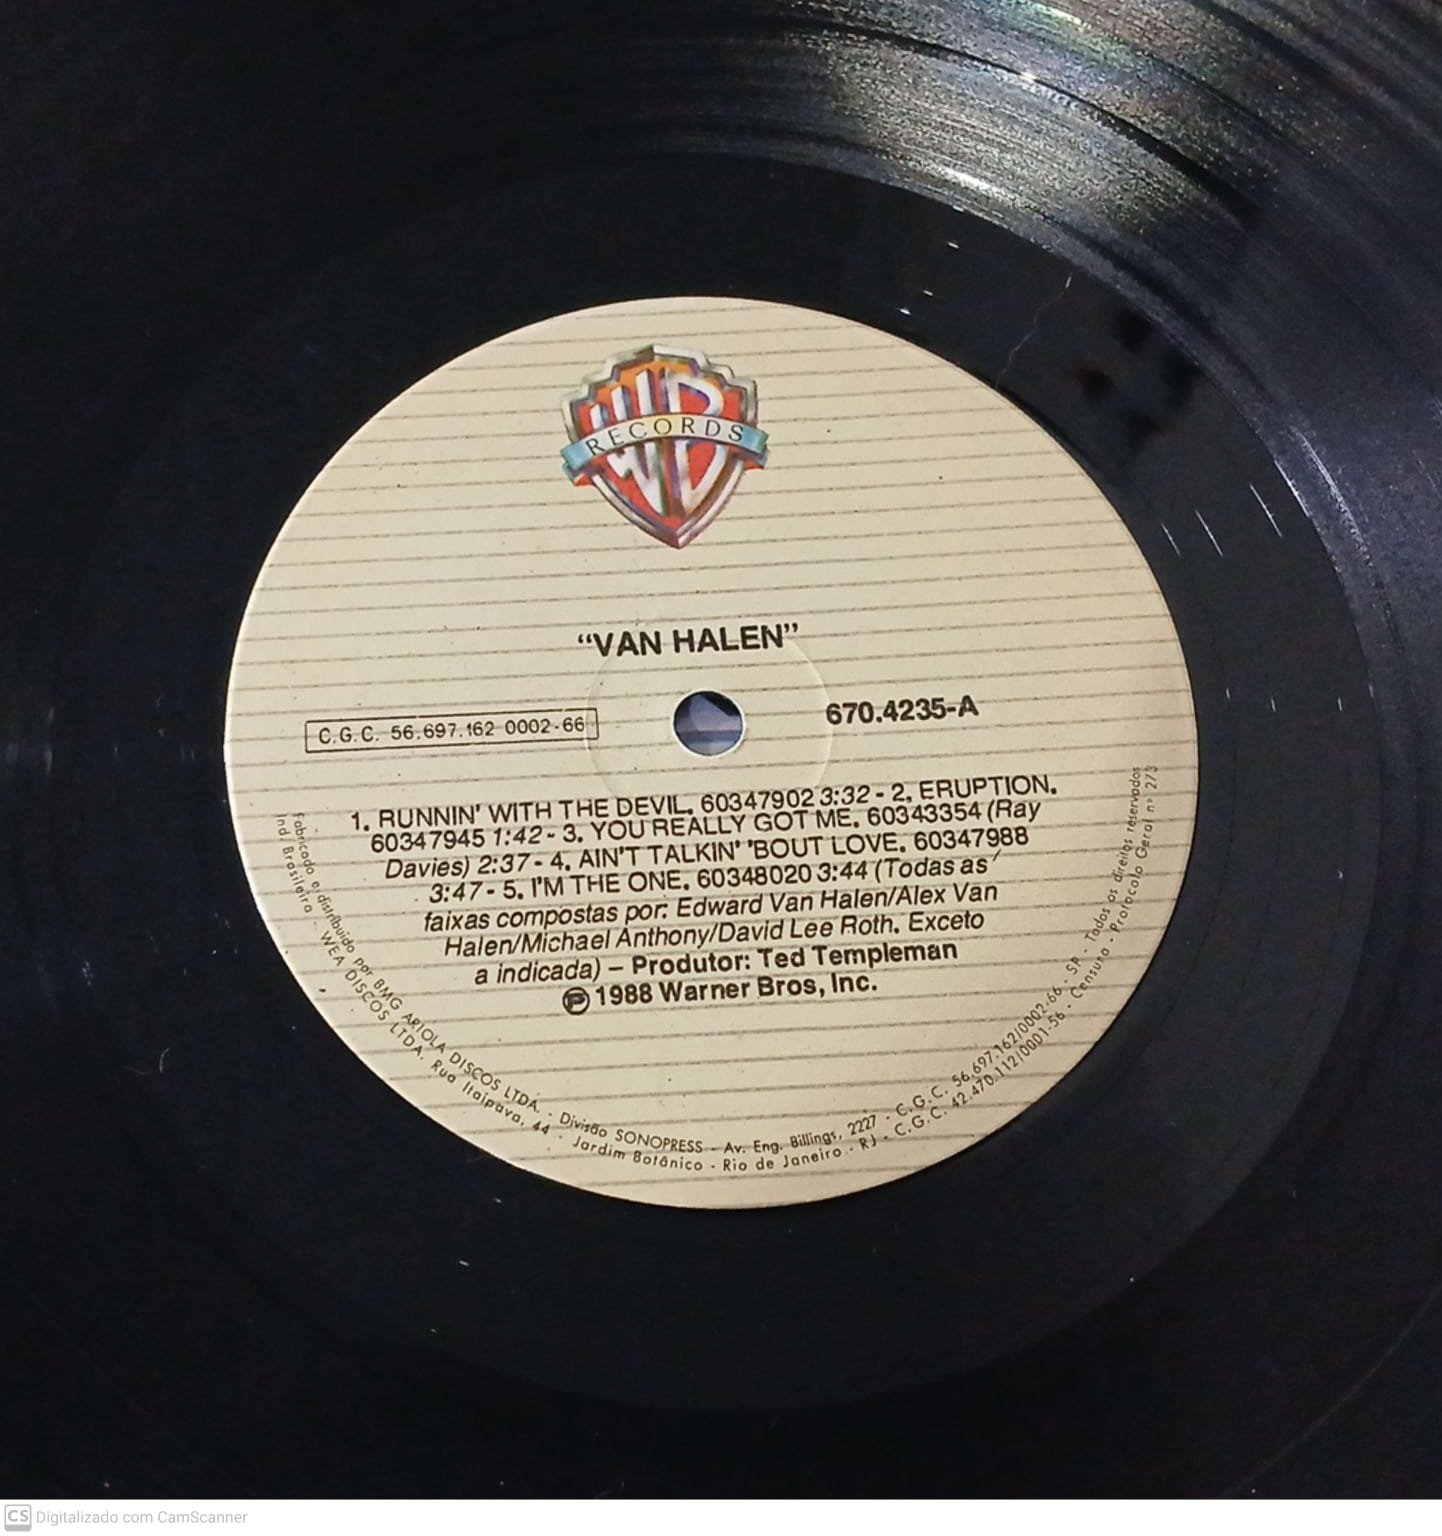 WB
RECORDS
“VAN HALEN”
C.G.C. 56.697.162 0002-66
670.4235-A
1. RUNNIN' WITH THE DEVIL. 60347902 3:32 - 2. ERUPTION.
60347945 1:42 - 3. YOU REALLY GOT ME. 60343354 (Ray
Davies) 2:37 - 4. AIN'T TALKIN' 'BOUT LOVE. 60347988
3:47 - 5. I'M THE ONE. 60348020 3:44 (Todas as
faixas compostas por: Edward Van Halen/Alex Van
Halen/Michael Anthony/David Lee Roth. Exceto
a indicada) – Produtor: Ted Templeman
℗ 1988 Warner Bros, Inc.
Fabricado e distribuido por BMG ARIOLA DISCOS LTDA. - Divisão SONOPRESS - Av. Eng. Billings, 2227 - C.G.C. 56.697.162/0002-66 - SP - Todos os direitos reservados
Ind Brasileira - WEA DISCOS LTDA. Rua Itaipava, 44 - Jardim Botânico - Rio de Janeiro - RJ - C.G.C. 42.470.112/0001-56 - Censura - Protocolo Geral nº 273
CS Digitalizado com CamScanner